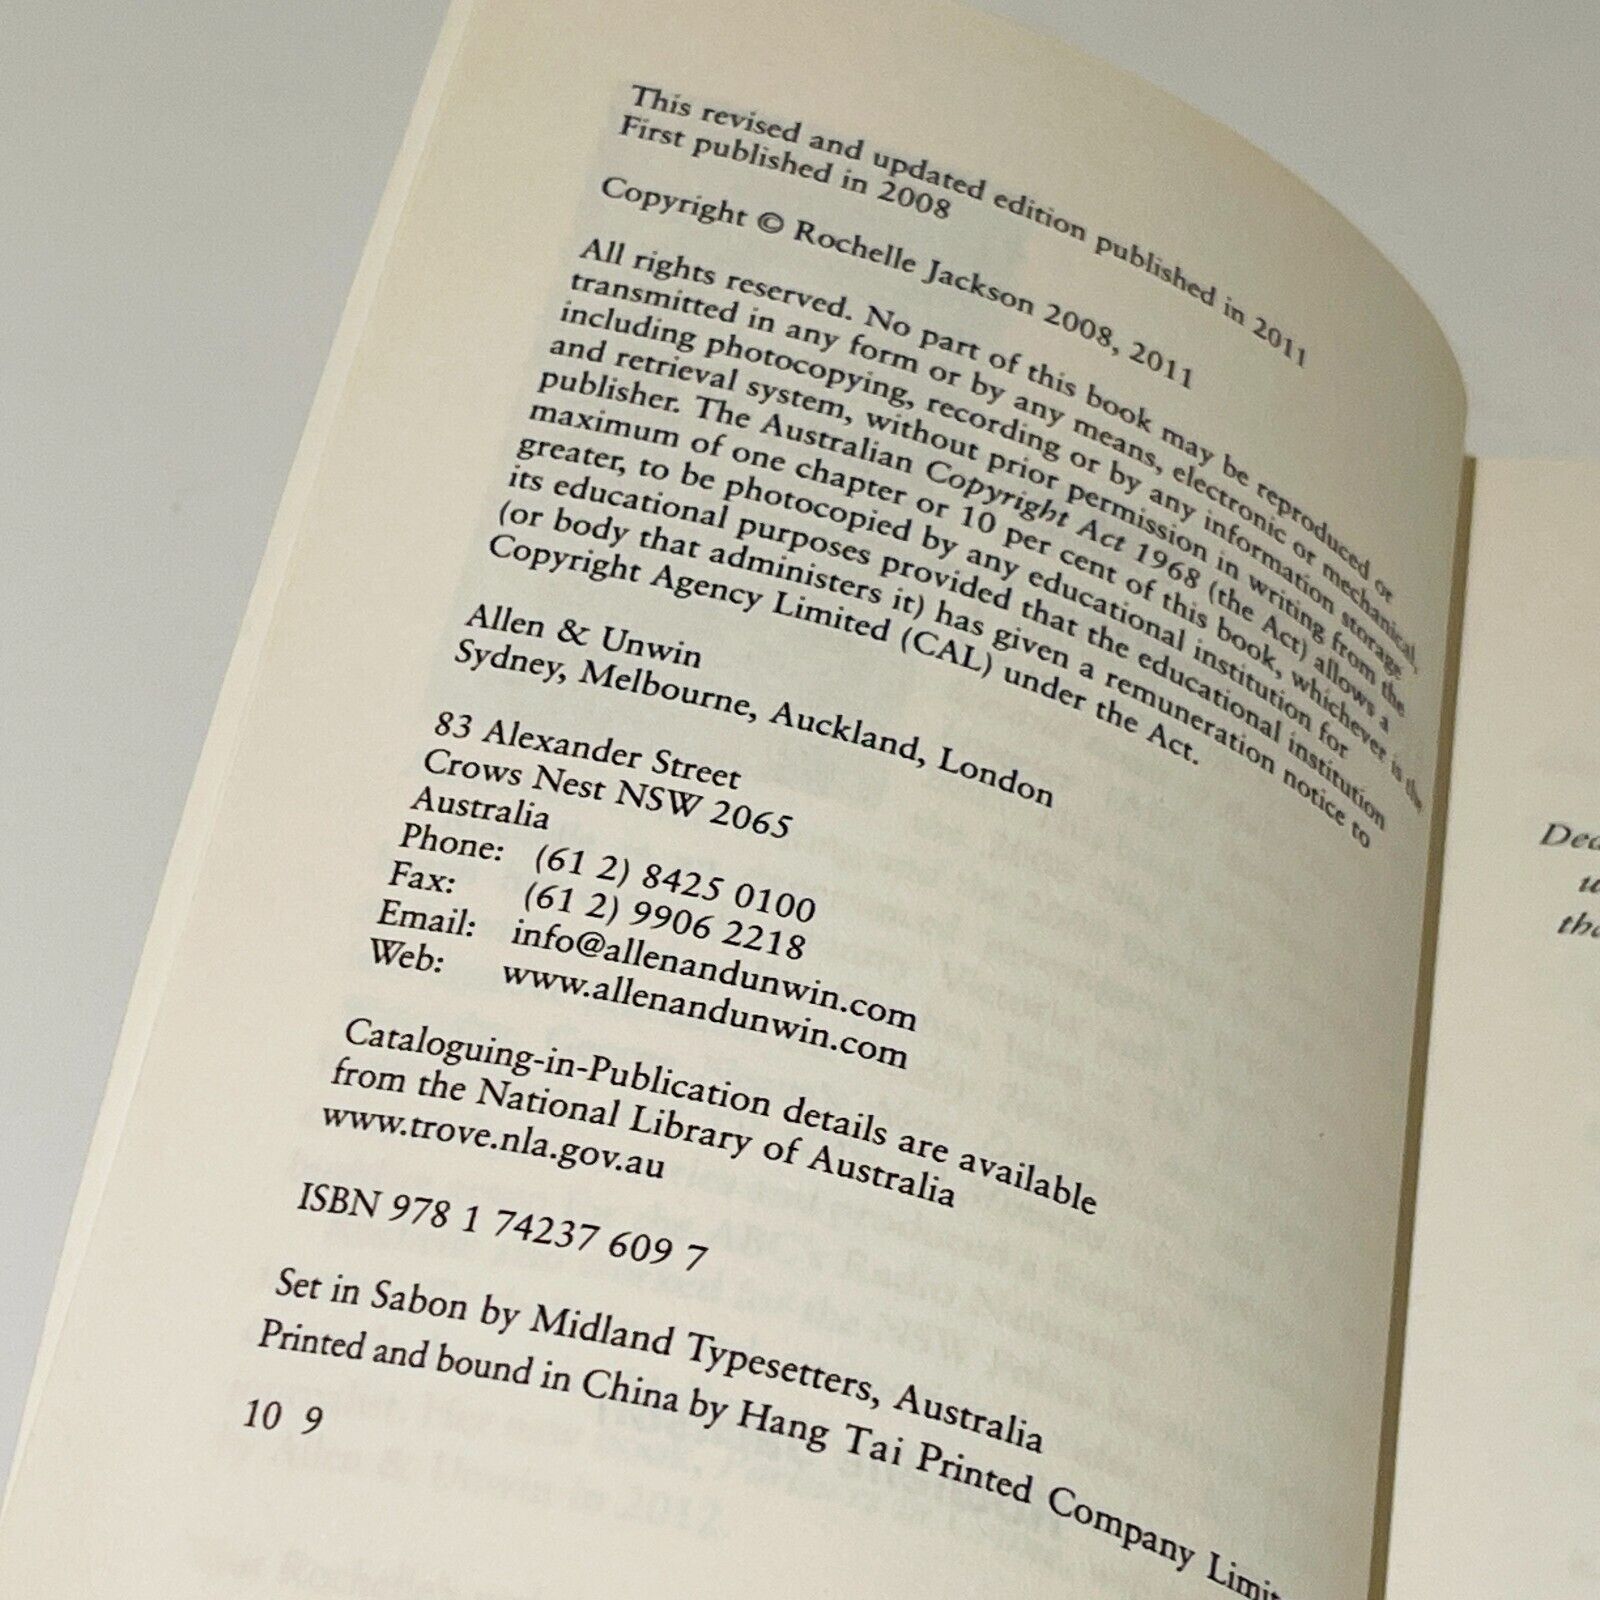 This revised and updated edition published in 2011
First published in 2008
Copyright © Rochelle Jackson 2008, 2011
All rights reserved. No part of this book may be reproduced or
transmitted in any form or by any means, electronic or mechanical,
including photocopying, recording or by any information storage
and retrieval system, without prior permission in writing from the
publisher. The Australian Copyright Act 1968 (the Act) allows a
maximum of one chapter or 10 per cent of this book, whichever is the
greater, to be photocopied by any educational institution for
its educational purposes provided that the educational institution
(or body that administers it) has given a remuneration notice to
Copyright Agency Limited (CAL) under the Act.
Allen & Unwin
Sydney, Melbourne, Auckland, London
83 Alexander Street
Crows Nest NSW 2065
Australia
Phone: (61 2) 8425 0100
Fax: (61 2) 9906 2218
Email: info@allenandunwin.com
Web: www.allenandunwin.com
Cataloguing-in-Publication details are available
from the National Library of Australia
www.trove.nla.gov.au
ISBN 978 1 74237 609 7
Set in Sabon by Midland Typesetters, Australia
Printed and bound in China by Hang Tai Printed Company Limit
10 9